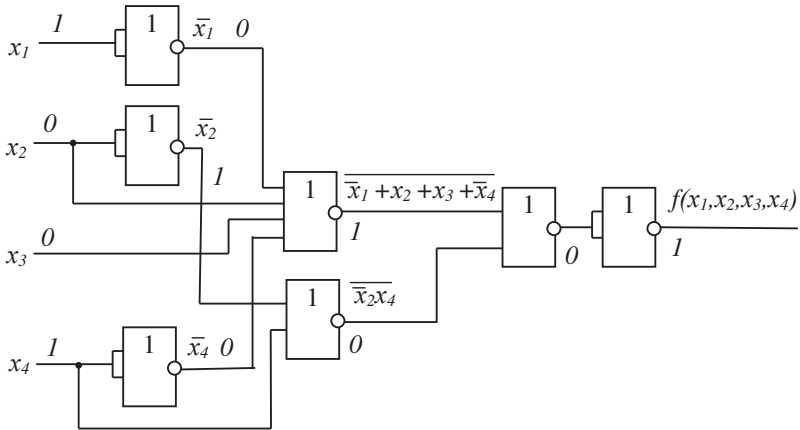 1 1 x̅₁ 0
x₁
0 1 x̅₂
x₂ 1
1 x̅₁ + x₂ + x₃ + x̅₄ 1 1 f(x₁,x₂,x₃,x₄)
0 1
x₃ 0 1
1 x̅₂x₄
1 1 x̅₄ 0 0
x₄